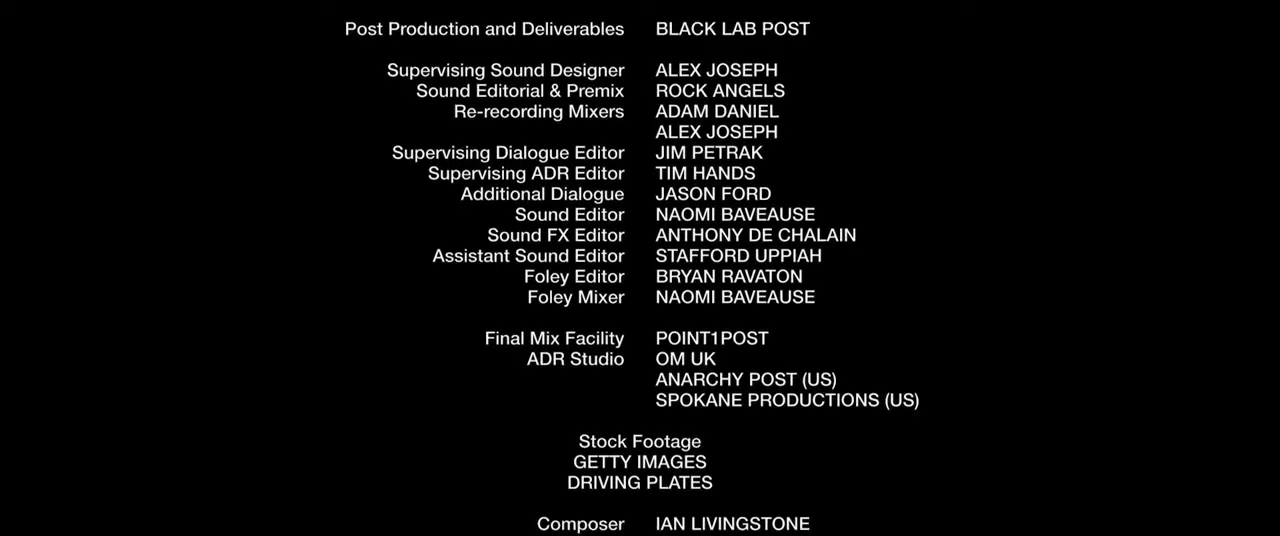 Post Production and Deliverables BLACK LAB POST
Supervising Sound Designer ALEX JOSEPH
Sound Editorial & Premix ROCK ANGELS
Re-recording Mixers ADAM DANIEL
ALEX JOSEPH
Supervising Dialogue Editor JIM PETRAK
Supervising ADR Editor TIM HANDS
Additional Dialogue JASON FORD
Sound Editor NAOMI BAVEAUSE
Sound FX Editor ANTHONY DE CHALAIN
Assistant Sound Editor STAFFORD UPPIAH
Foley Editor BRYAN RAVATON
Foley Mixer NAOMI BAVEAUSE
Final Mix Facility POINT1POST
ADR Studio OM UK
ANARCHY POST (US)
SPOKANE PRODUCTIONS (US)
Stock Footage
GETTY IMAGES
DRIVING PLATES
Composer IAN LIVINGSTONE